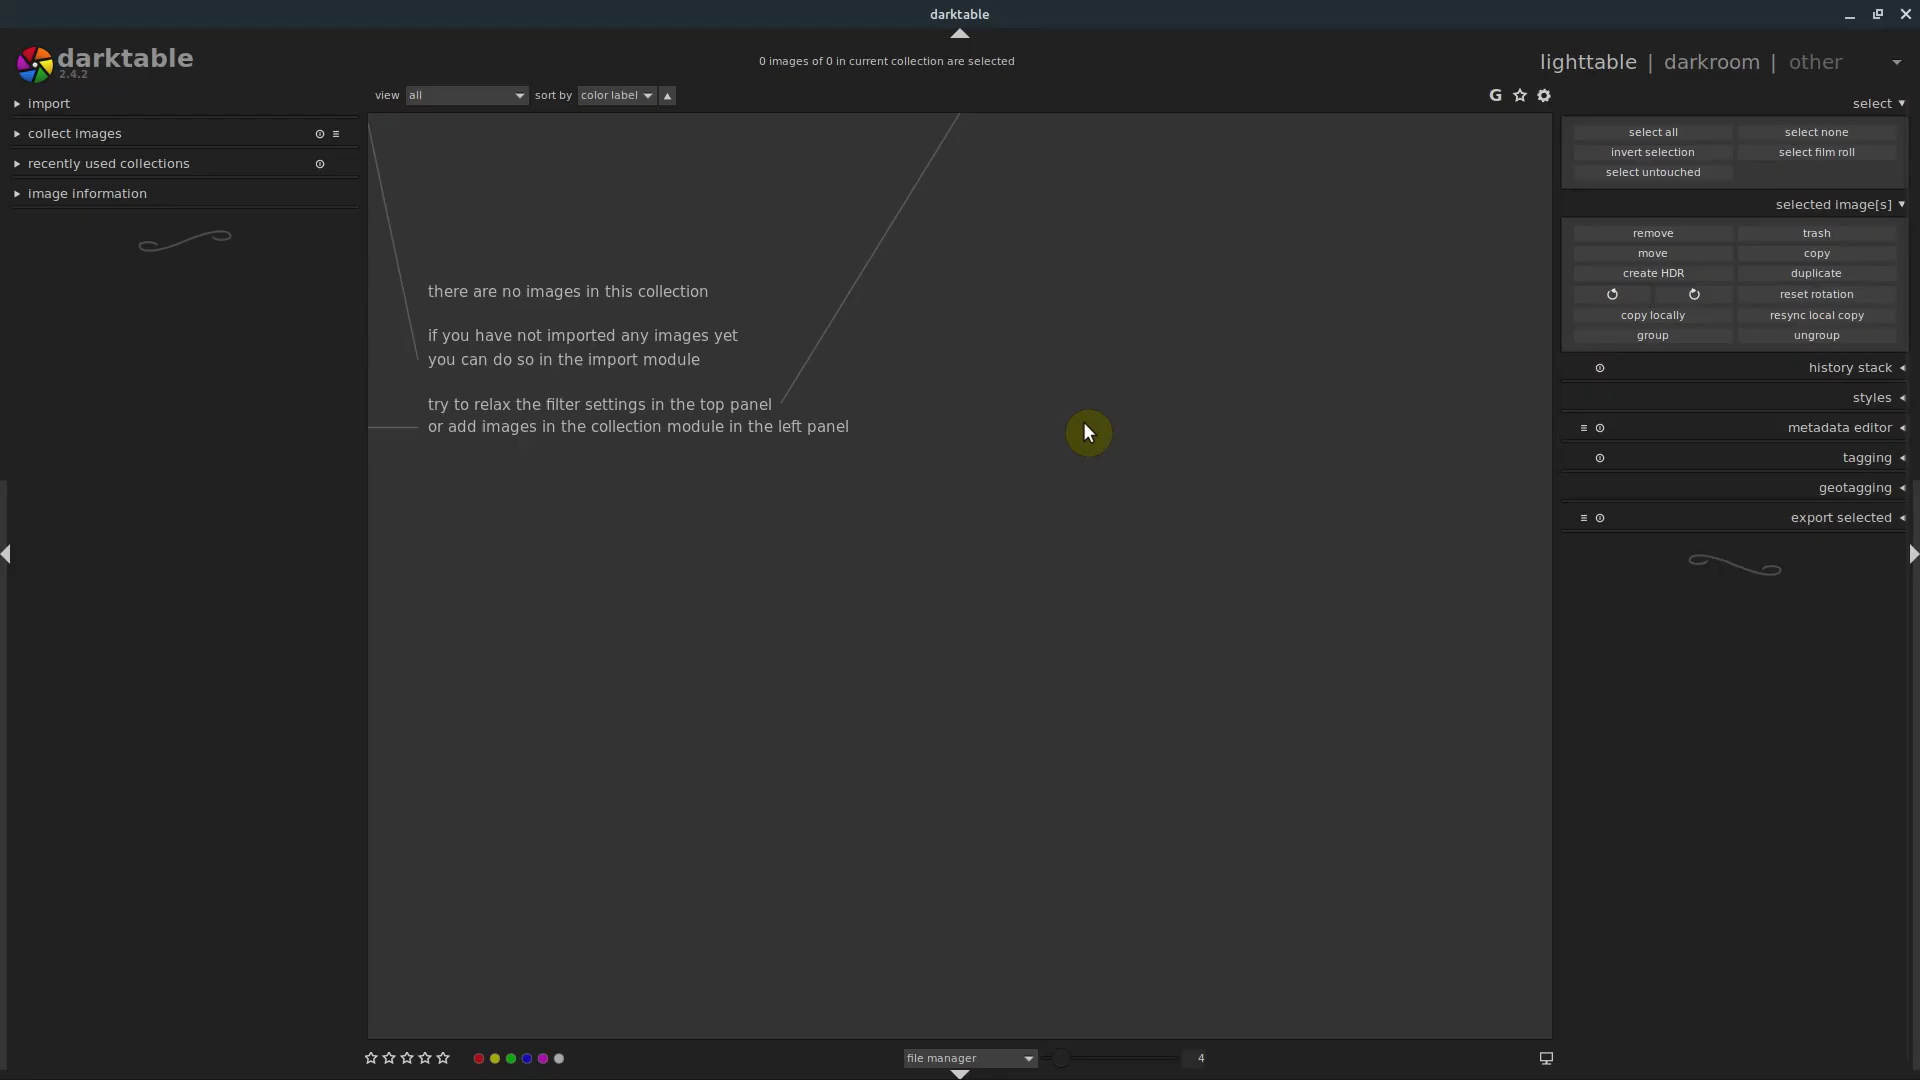 darktable
darktable
2.4.2
0 images of 0 in current collection are selected
lighttable | darkroom | other
import
collect images
recently used collections
image information
view all sort by color label
G
there are no images in this collection
if you have not imported any images yet
you can do so in the import module
try to relax the filter settings in the top panel
or add images in the collection module in the left panel
select
select all select none
invert selection select film roll
select untouched
selected image[s]
remove trash
move copy
create HDR duplicate
reset rotation
copy locally resync local copy
group ungroup
history stack
styles
metadata editor
tagging
geotagging
export selected
file manager 4